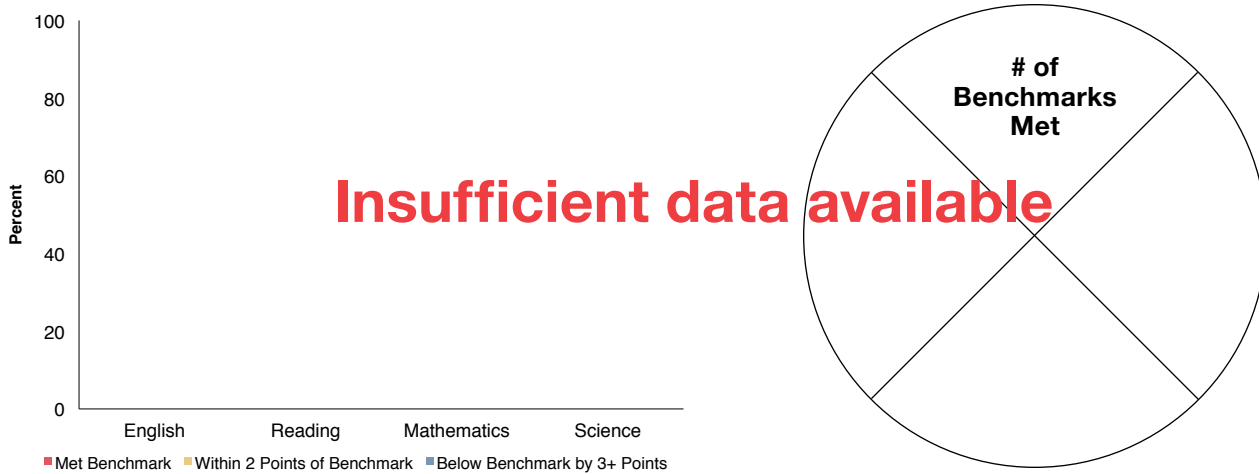 100
80
60
40
20
0
Percent
English Reading Mathematics Science
Met Benchmark Within 2 Points of Benchmark Below Benchmark by 3+ Points
Insufficient data available
# of
Benchmarks
Met